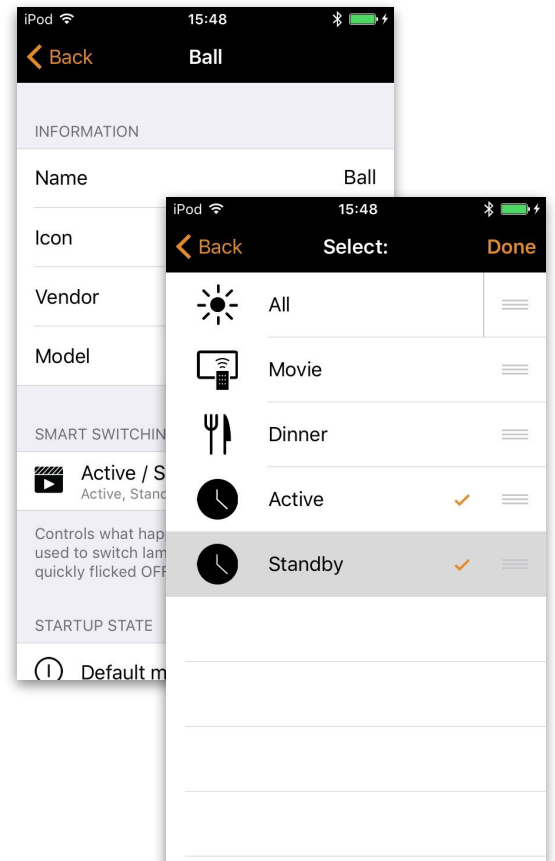 iPod 15:48
Back Ball
INFORMATION
Name Ball
Icon
Vendor
Model
SMART SWITCHIN
Active / S
Active, Stand
Controls what hap
used to switch lam
quickly flicked OFF
STARTUP STATE
Default m
iPod 15:48
Back Select: Done
All
Movie
Dinner
Active
Standby